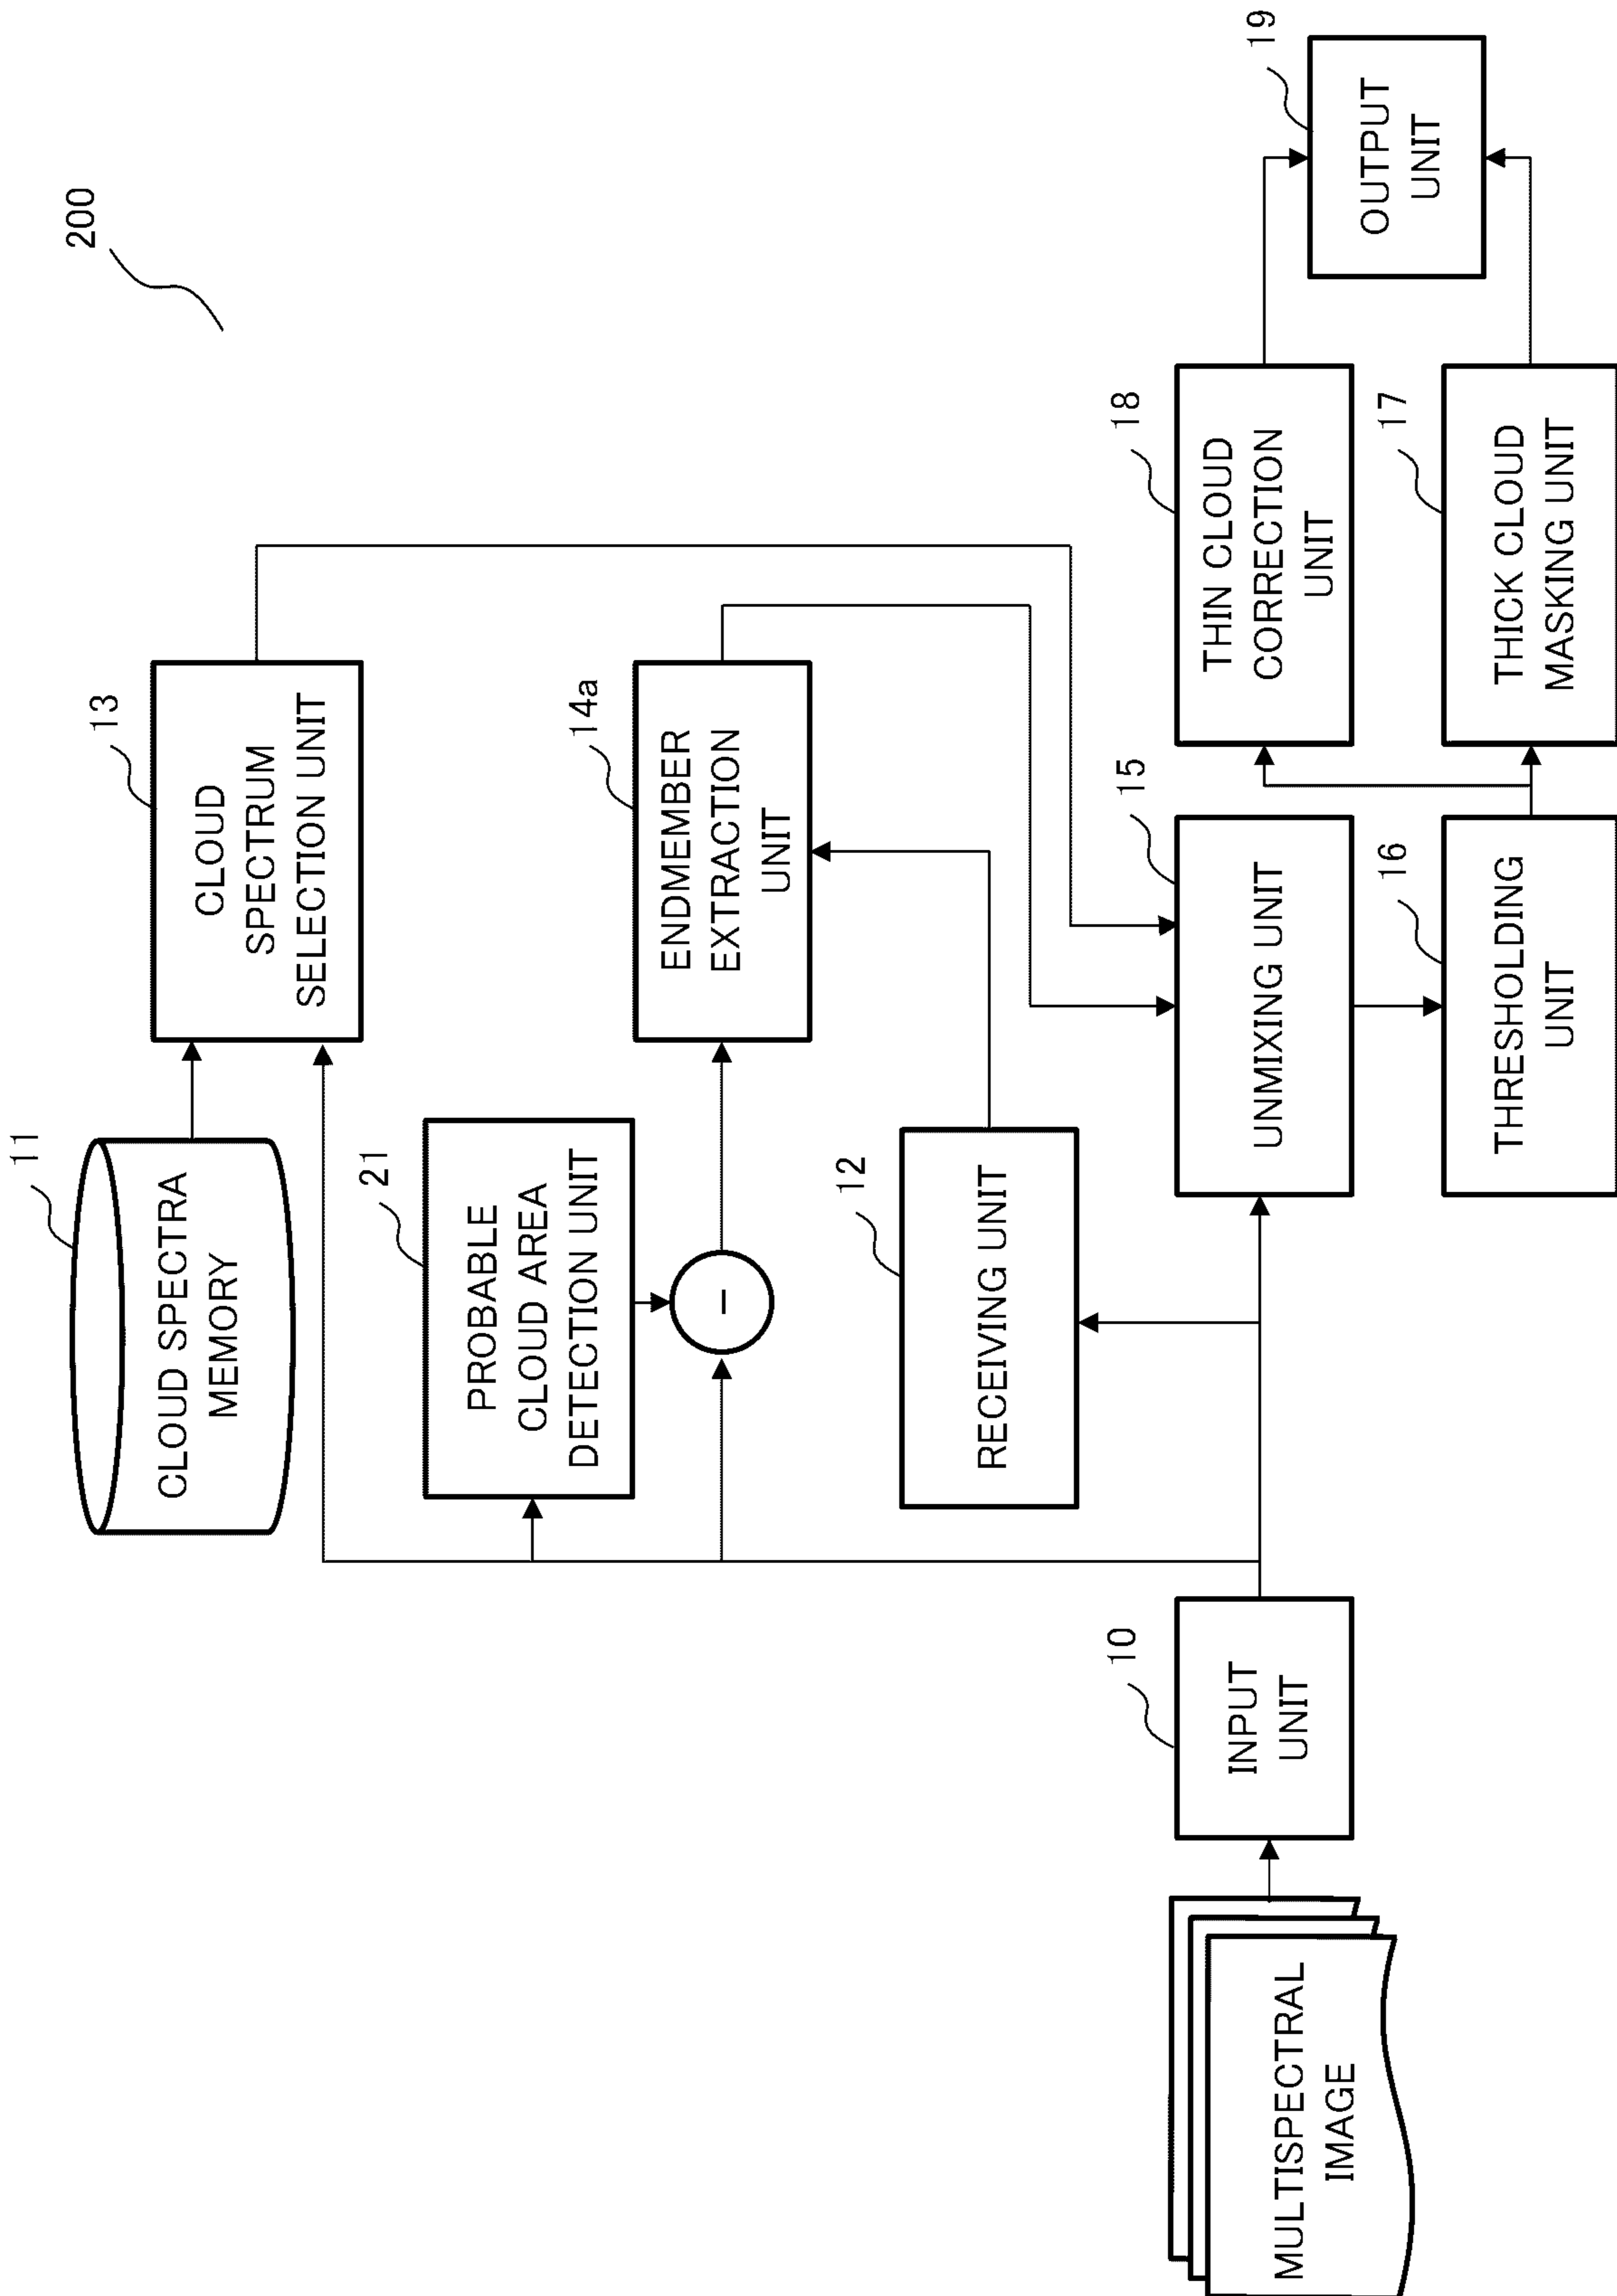 200
11
CLOUD SPECTRA
MEMORY
13
CLOUD
SPECTRUM
SELECTION UNIT
21
PROBABLE
CLOUD AREA
DETECTION UNIT
−
14a
ENDMEMBER
EXTRACTION
UNIT
12
RECEIVING UNIT
MULTISPECTRAL
IMAGE
10
INPUT
UNIT
15
UNMIXING UNIT
16
THRESHOLDING
UNIT
18
THIN CLOUD
CORRECTION
UNIT
17
THICK CLOUD
MASKING UNIT
19
OUTPUT
UNIT